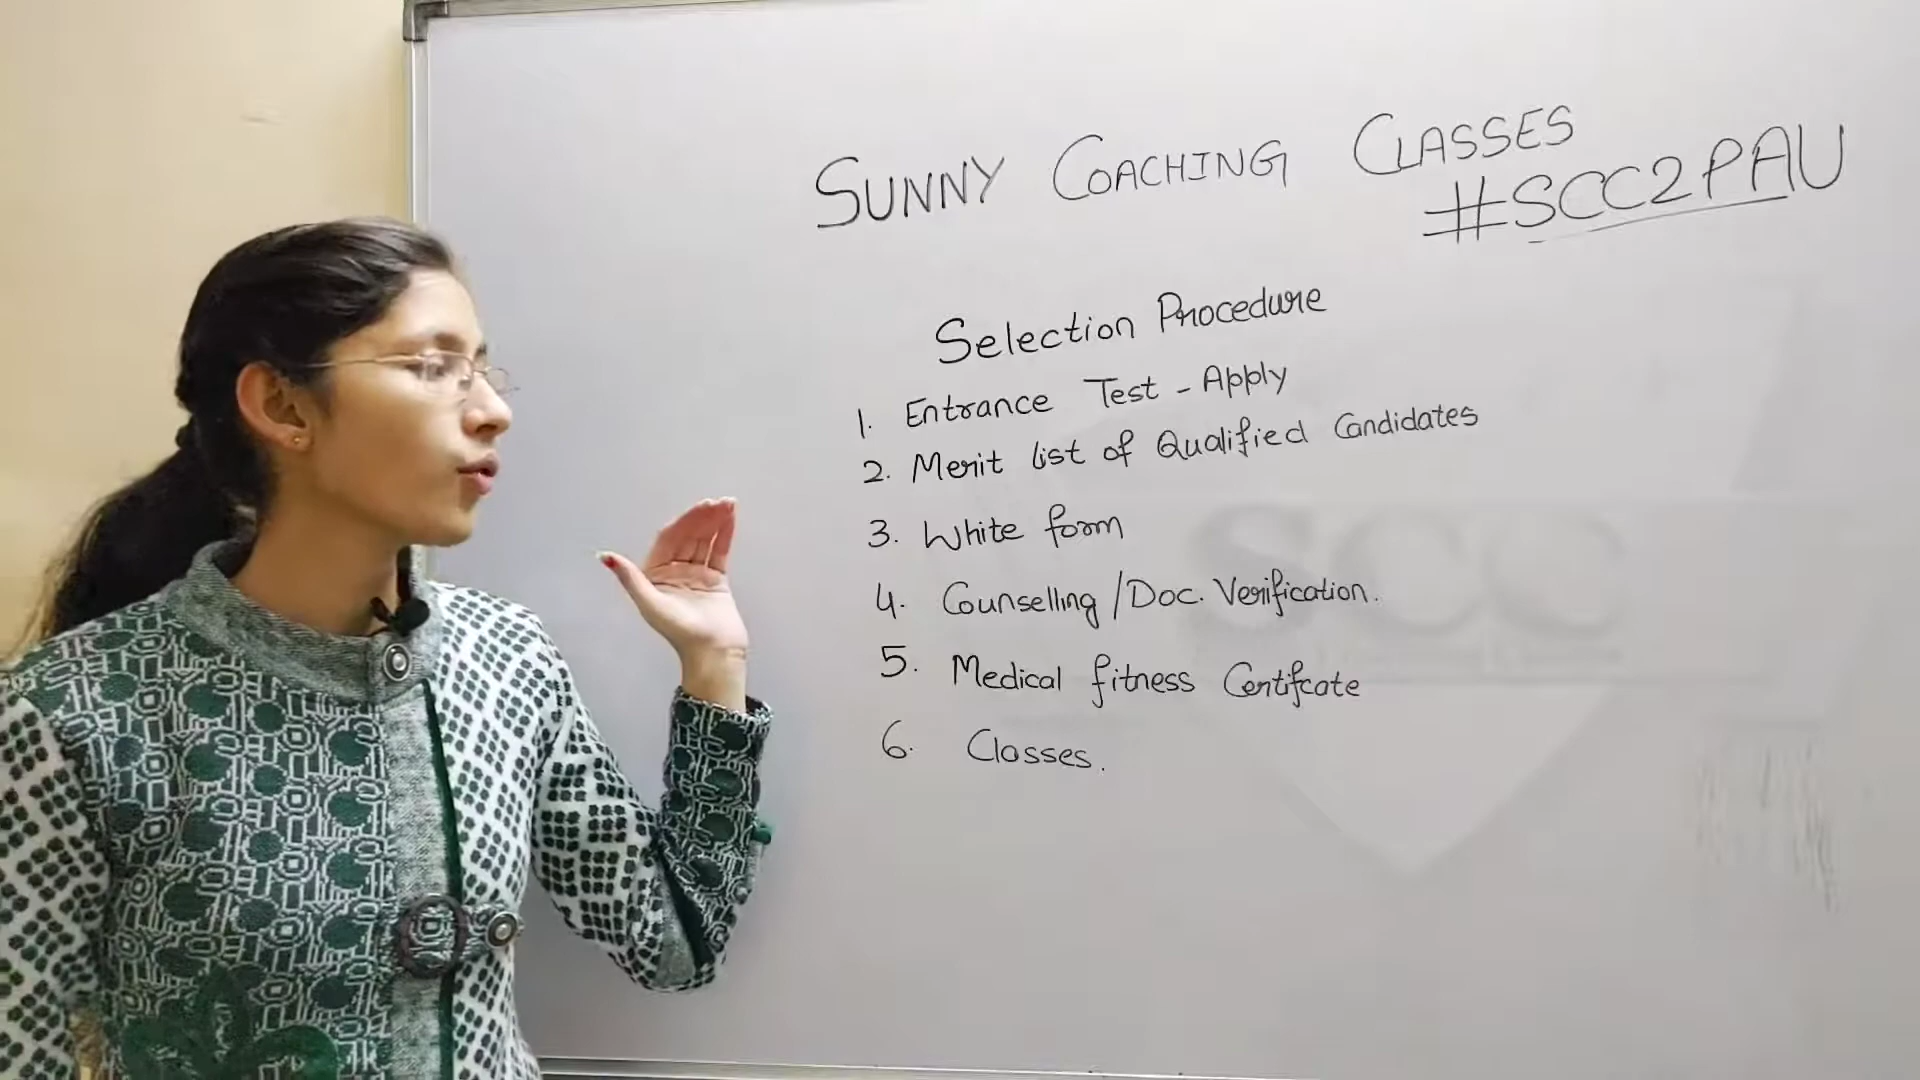 SUNNY COACHING CLASSES
#SCC2PAU
Selection Procedure
1. Entrance Test - Apply
2. Merit list of Qualified Candidates
3. White form
4. Counselling / Doc. Verification.
5. Medical fitness Certifcate
6. Classes.
SCC